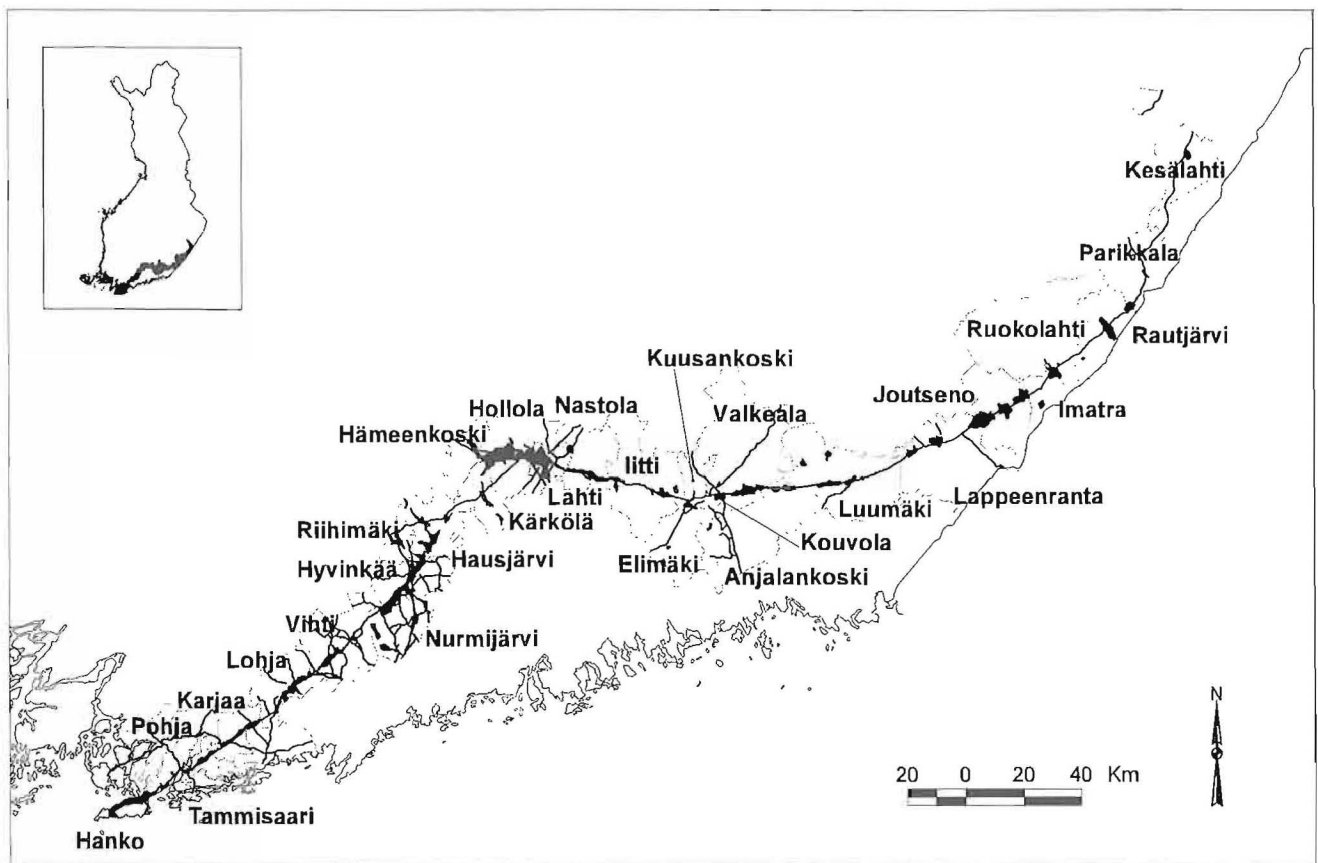 Kesälahti
Parikkala
Ruokolahti
Rautjärvi
Kuusankoski
Joutseno
Imatra
Hollola
Nastola
Valkeala
Hämeenkoski
Iitti
Lahti
Lappeenranta
Luumäki
Kärkölä
Riihimäki
Kouvola
Hausjärvi
Elimäki
Hyvinkää
Anjalankoski
Vihti
Nurmijärvi
Lohja
Karjaa
N
Pohja
20 0 20 40 Km
Tammisaari
Hanko